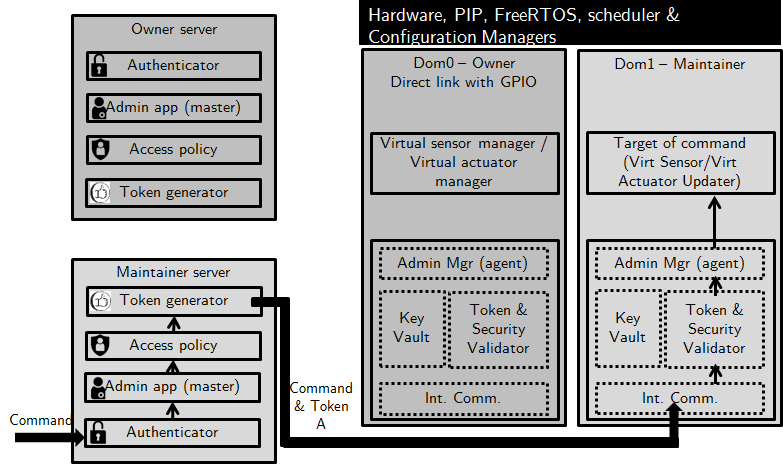 Owner server
Authenticator
Admin app (master)
Access policy
Token generator
Maintainer server
Token generator
Access policy
Admin app (master)
Authenticator
Command
Command
& Token
A
Hardware, PIP, FreeRTOS, scheduler &
Configuration Managers
Dom0 – Owner
Direct link with GPIO
Virtual sensor manager /
Virtual actuator
manager
Admin Mgr (agent)
Key
Vault
Token &
Security
Validator
Int. Comm.
Dom1 – Maintainer
Target of command
(Virt Sensor/Virt
Actuator Updater)
Admin Mgr (agent)
Key
Vault
Token &
Security
Validator
Int. Comm.